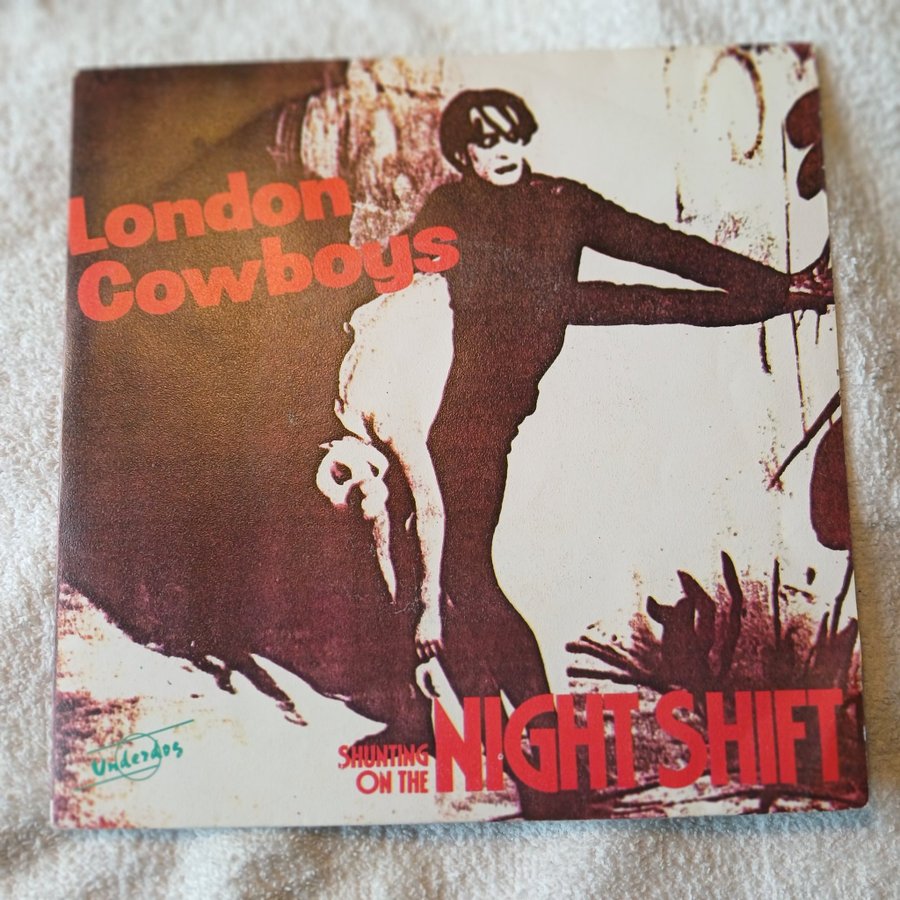 London
Cowboys
Underdog
SHUNTING
ON THE
NIGHT SHIFT